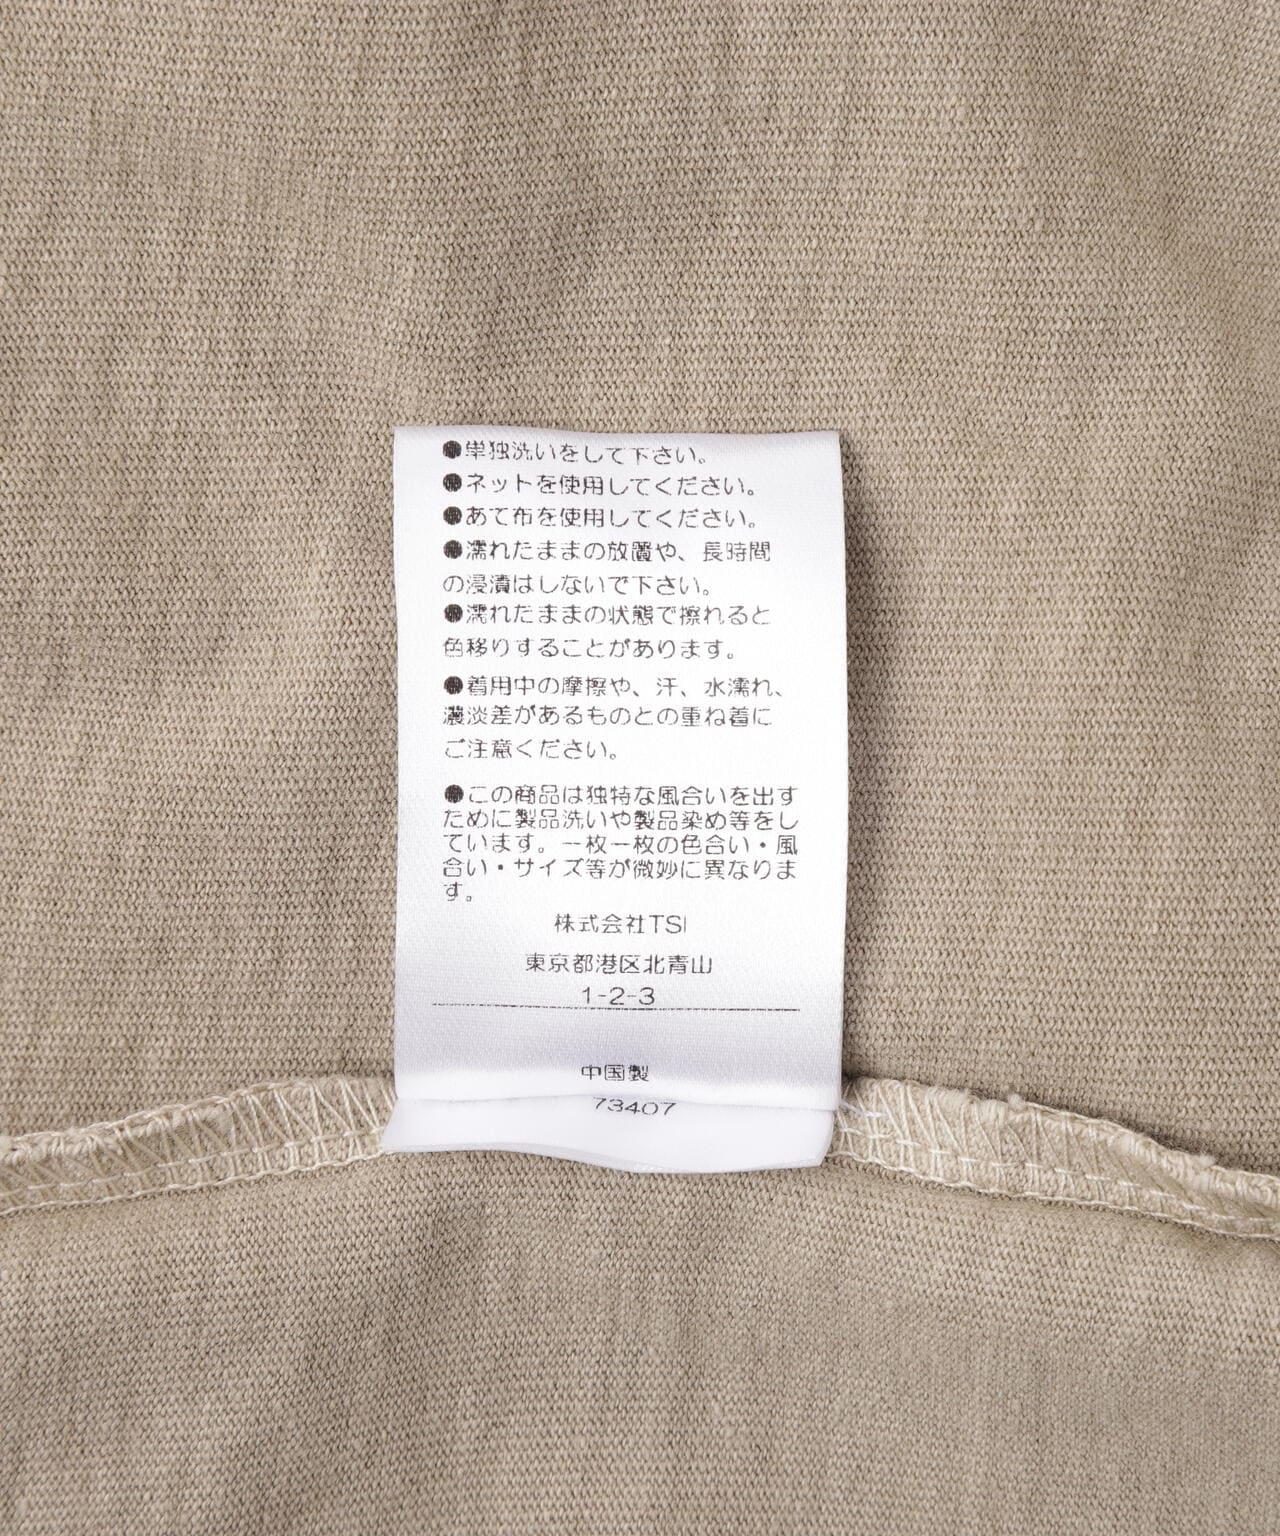 ●単独洗いをして下さい。
●ネットを使用してください。
●あて布を使用してください。
●濡れたままの放置や、長時間
の浸漬はしないで下さい。
●濡れたままの状態で擦れると
色移りすることがあります。
●着用中の摩擦や、汗、水濡れ、
濃淡差があるものとの重ね着に
ご注意ください。
●この商品は独特な風合いを出す
ために製品洗いや製品染め等をし
ています。一枚一枚の色合い・風
合い・サイズ等が微妙に異なりま
す。
株式会社TSI
東京都港区北青山
1-2-3
中国製
73407